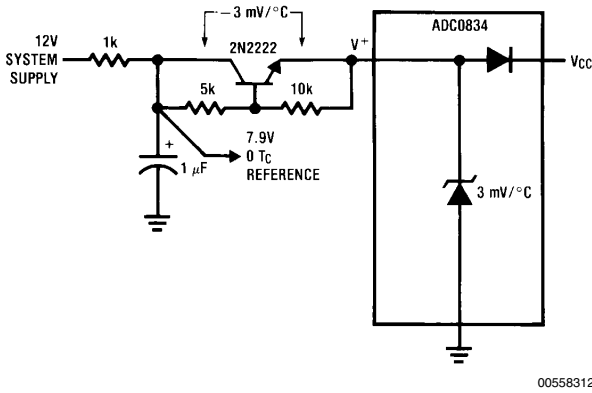 −3 mV/°C
ADC0834
12V
SYSTEM
SUPPLY
1k
2N2222
V+
VCC
5k
10k
+
1 µF
7.9V
0 TC
REFERENCE
3 mV/°C
00558312